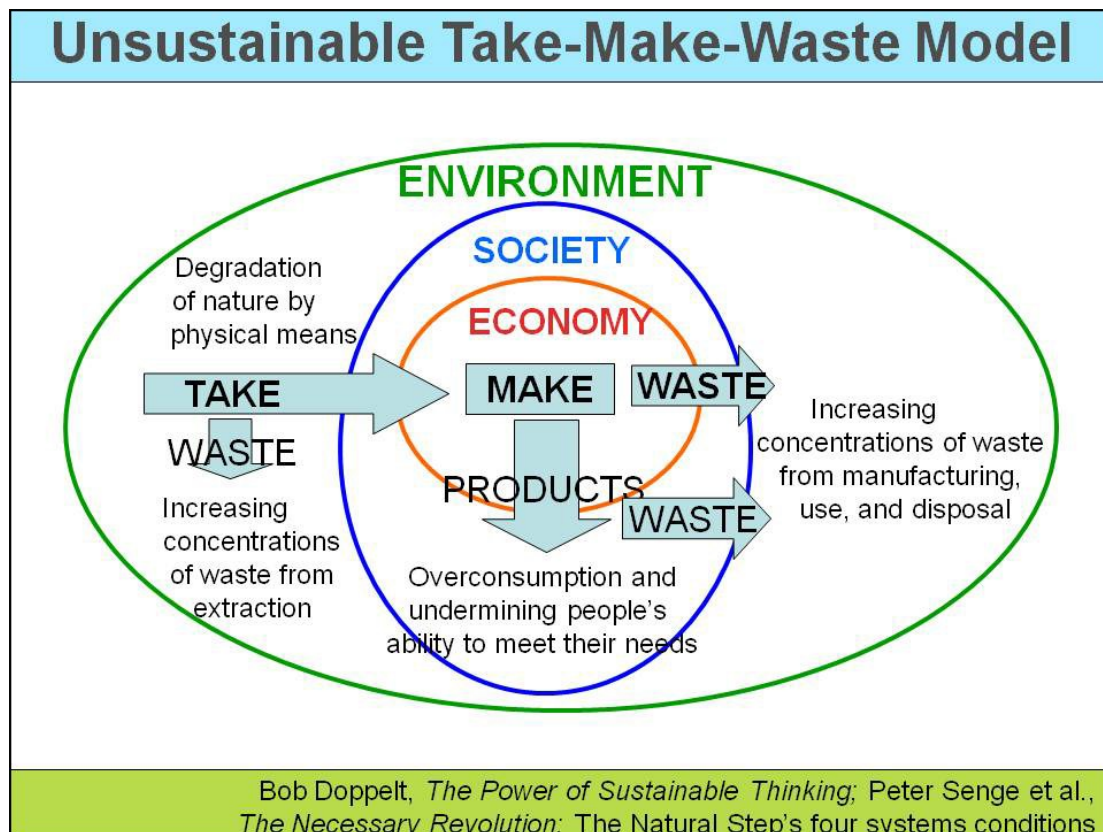 Unsustainable Take-Make-Waste Model
ENVIRONMENT
SOCIETY
ECONOMY
Degradation
of nature by
physical means
TAKE
MAKE
WASTE
WASTE
Increasing
concentrations
of waste from
extraction
PRODUCTS
WASTE
Overconsumption and
undermining people's
ability to meet their needs
Increasing
concentrations of waste
from manufacturing,
use, and disposal
Bob Doppelt, The Power of Sustainable Thinking; Peter Senge et al.,
The Necessary Revolution; The Natural Step's four systems conditions